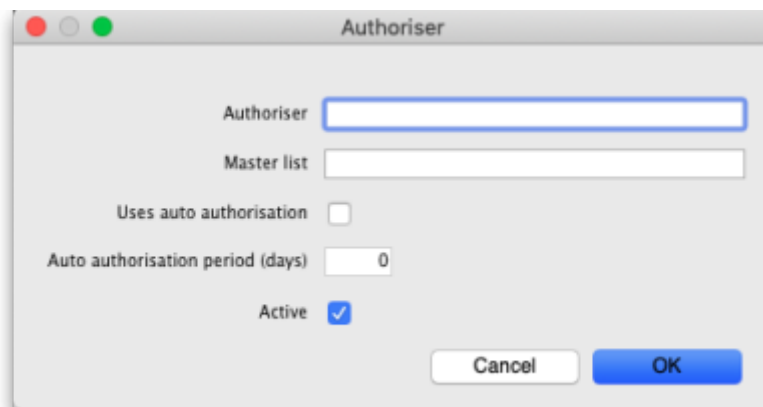 Authoriser
Authoriser
Master list
Uses auto authorisation
Auto authorisation period (days) 0
Active
Cancel OK